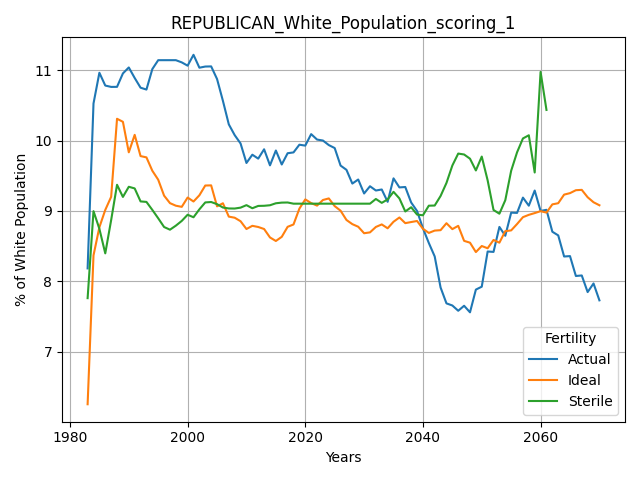 REPUBLICAN_White_Population_scoring_1
% of White Population
11
10
9
8
7
1980
2000
2020
2040
2060
Years
Fertility
Actual
Ideal
Sterile